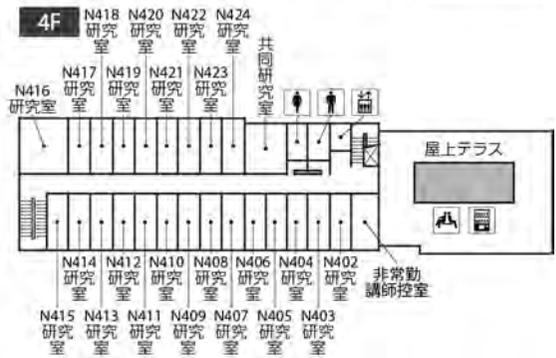 4F
N418
研究
室
N420
研究
室
N422
研究
室
N424
研究
室
共同研究室
N416
研究室
N417
研究
室
N419
研究
室
N421
研究
室
N423
研究
室
屋上テラス
N414
研究
室
N412
研究
室
N410
研究
室
N408
研究
室
N406
研究
室
N404
研究
室
N402
研究
室
非常勤
講師控室
N415
研究
室
N413
研究
室
N411
研究
室
N409
研究
室
N407
研究
室
N405
研究
室
N403
研究
室